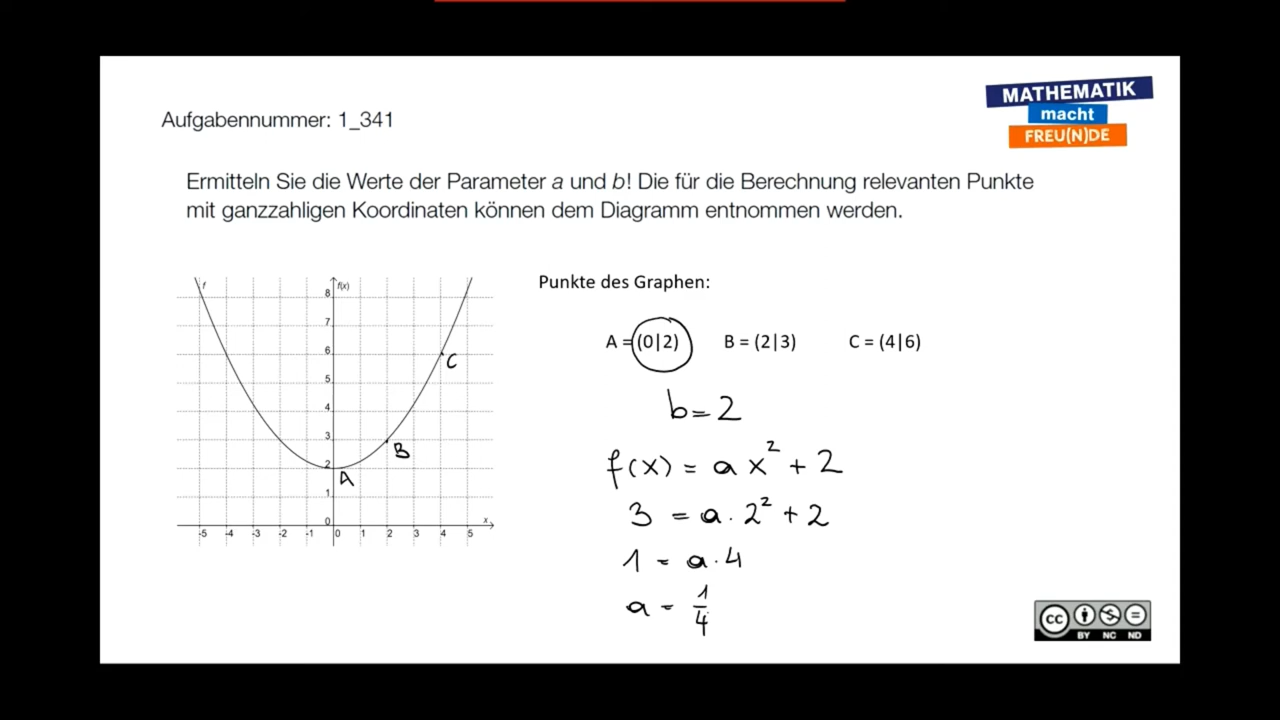 MATHEMATIK
macht
FREU(N)DE
Aufgabennummer: 1_341
Ermitteln Sie die Werte der Parameter a und b! Die für die Berechnung relevanten Punkte
mit ganzzahligen Koordinaten können dem Diagramm entnommen werden.
Punkte des Graphen:
A = (0|2) B = (2|3) C = (4|6)
b = 2
f(x) = a x² + 2
3 = a · 2² + 2
1 = a · 4
a = 1/4
f f(x)
8
7
6
C
5
4
3
B
2
A
1
0
x
-5 -4 -3 -2 -1 0 1 2 3 4 5
cc
BY NC ND